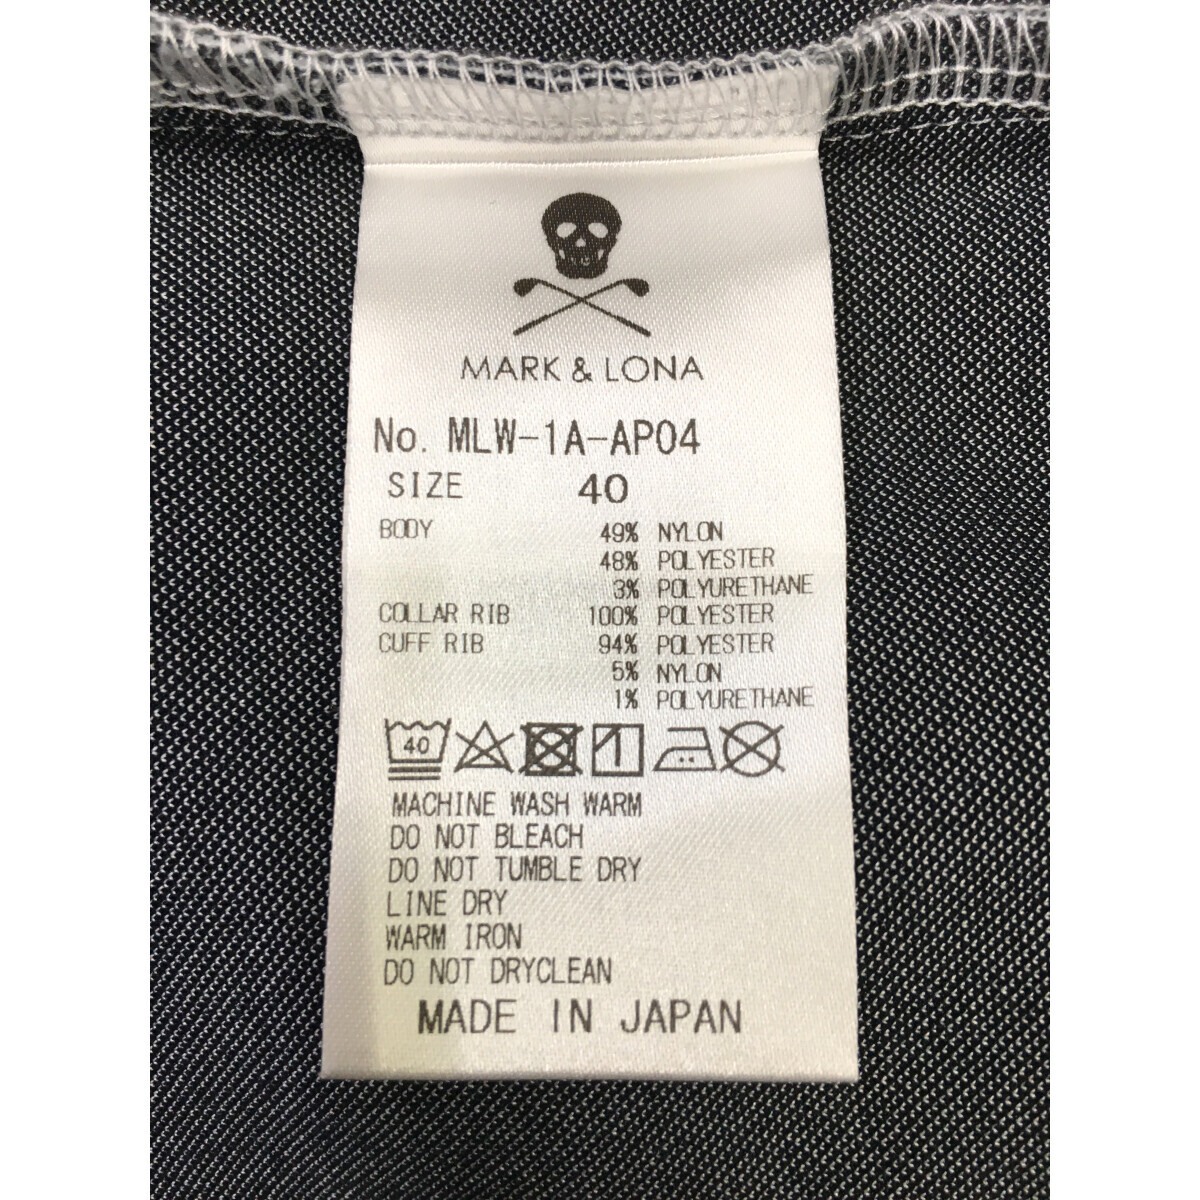 MARK & LONA
No. MLW-1A-AP04
SIZE 40
BODY 49% NYLON
48% POLYESTER
3% POLYURETHANE
COLLAR RIB 100% POLYESTER
CUFF RIB 94% POLYESTER
5% NYLON
1% POLYURETHANE
40
MACHINE WASH WARM
DO NOT BLEACH
DO NOT TUMBLE DRY
LINE DRY
WARM IRON
DO NOT DRYCLEAN
MADE IN JAPAN